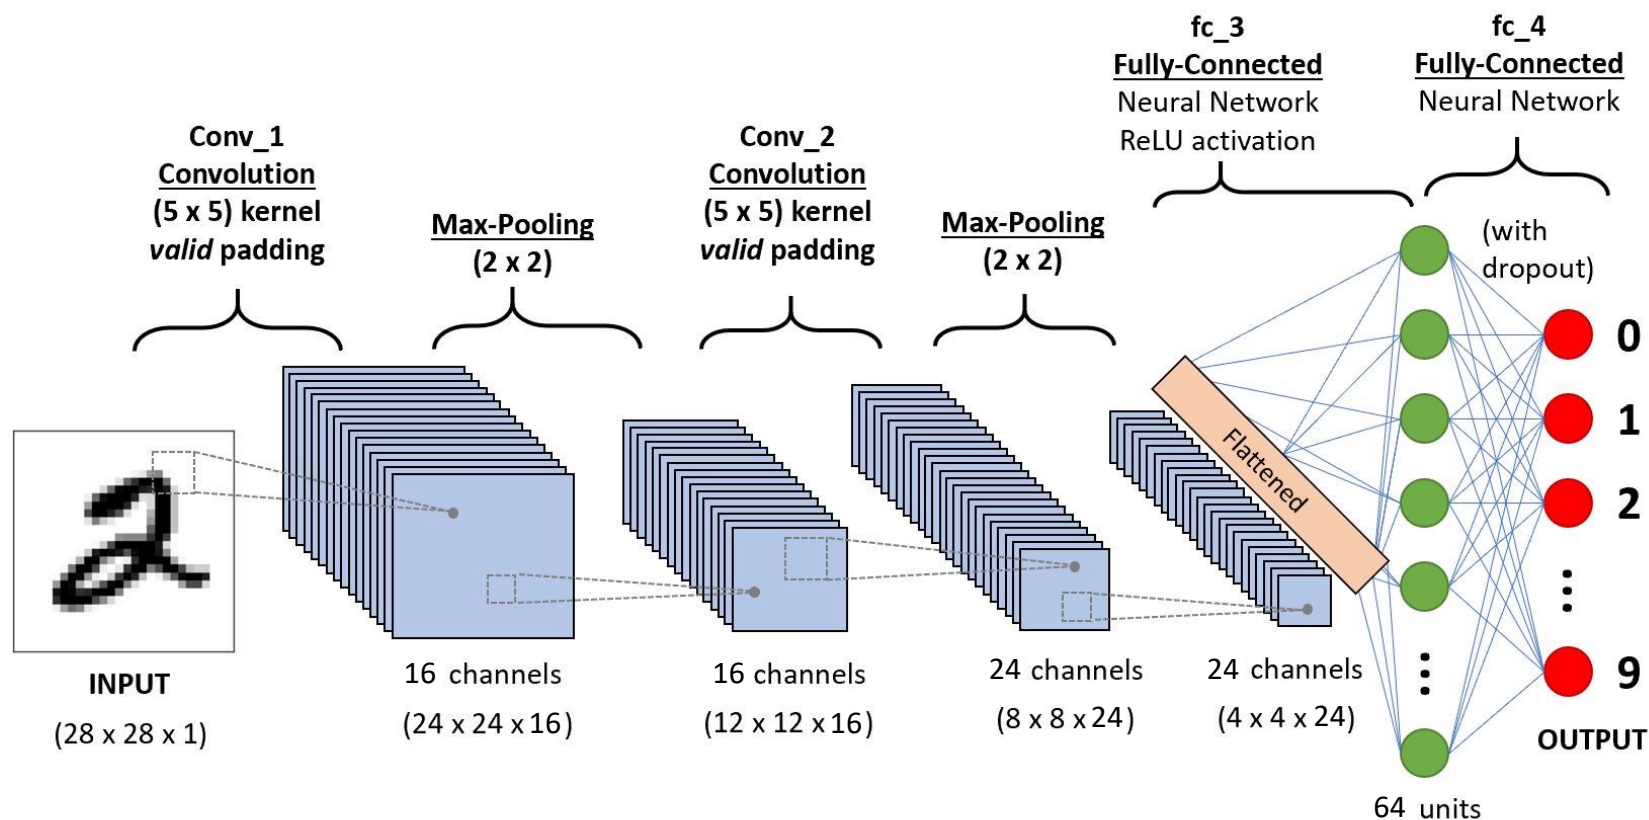 Conv_1
Convolution
(5 x 5) kernel
valid padding
Max-Pooling
(2 x 2)
Conv_2
Convolution
(5 x 5) kernel
valid padding
Max-Pooling
(2 x 2)
fc_3
Fully-Connected
Neural Network
ReLU activation
fc_4
Fully-Connected
Neural Network
(with
dropout)
2
INPUT
(28 x 28 x 1)
16 channels
(24 x 24 x 16)
16 channels
(12 x 12 x 16)
24 channels
(8 x 8 x 24)
24 channels
(4 x 4 x 24)
Flattened
64 units
0
1
2
9
OUTPUT